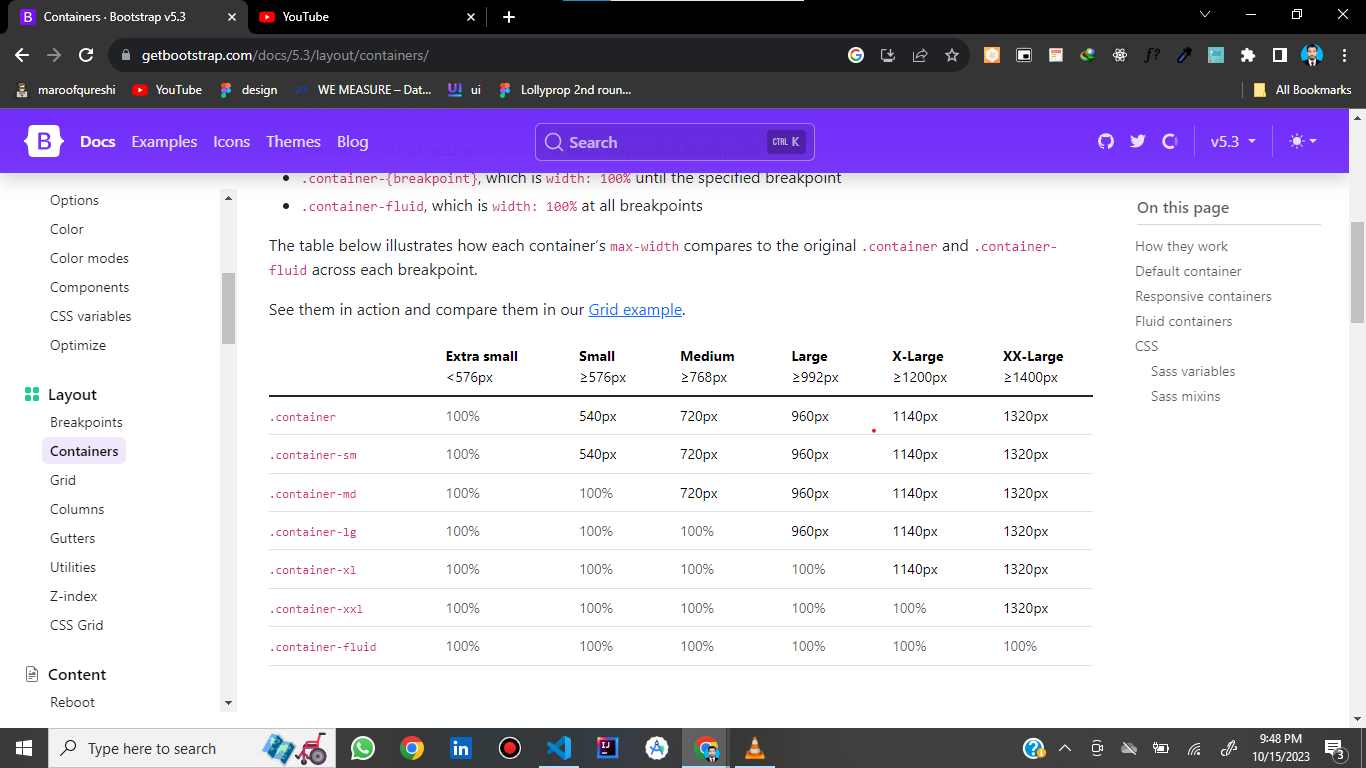 Containers · Bootstrap v5.3
YouTube
getbootstrap.com/docs/5.3/layout/containers/
maroofqureshi
YouTube
design
WE MEASURE – Dat...
ui
Lollyprop 2nd roun...
All Bookmarks
B
Docs
Examples
Icons
Themes
Blog
Search
CTRL K
v5.3
Options
Color
Color modes
Components
CSS variables
Optimize
Layout
Breakpoints
Containers
Grid
Columns
Gutters
Utilities
Z-index
CSS Grid
Content
Reboot
.container-{breakpoint}, which is width: 100% until the specified breakpoint
.container-fluid, which is width: 100% at all breakpoints
The table below illustrates how each container’s max-width compares to the original .container and .container-
fluid across each breakpoint.
See them in action and compare them in our Grid example.
Extra small Small Medium Large X-Large XX-Large
<576px ≥576px ≥768px ≥992px ≥1200px ≥1400px
.container 100% 540px 720px 960px 1140px 1320px
.container-sm 100% 540px 720px 960px 1140px 1320px
.container-md 100% 100% 720px 960px 1140px 1320px
.container-lg 100% 100% 100% 960px 1140px 1320px
.container-xl 100% 100% 100% 100% 1140px 1320px
.container-xxl 100% 100% 100% 100% 100% 1320px
.container-fluid 100% 100% 100% 100% 100% 100%
On this page
How they work
Default container
Responsive containers
Fluid containers
CSS
Sass variables
Sass mixins
Type here to search
9:48 PM
10/15/2023
3